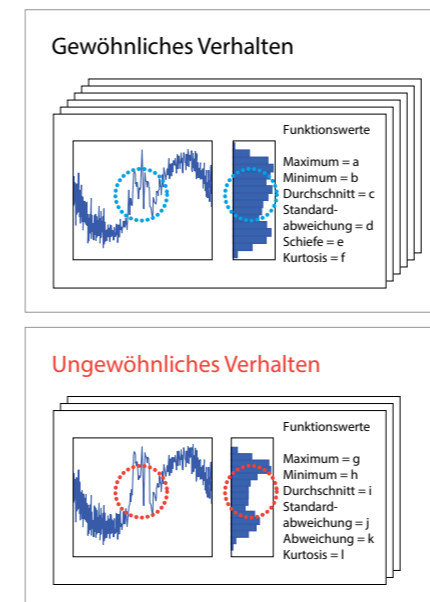 Gewöhnliches Verhalten
Funktionswerte
Maximum = a
Minimum = b
Durchschnitt = c
Standard-
abweichung = d
Schiefe = e
Kurtosis = f
Ungewöhnliches Verhalten
Funktionswerte
Maximum = g
Minimum = h
Durchschnitt = i
Standard-
abweichung = j
Abweichung = k
Kurtosis = l